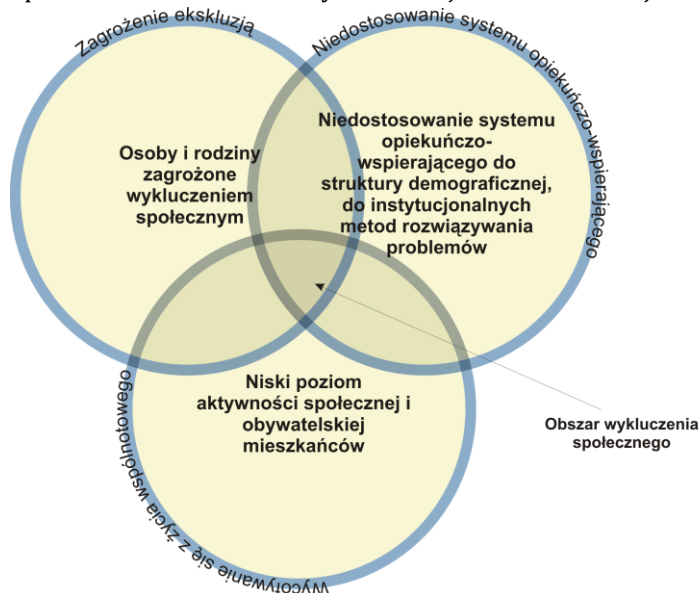 Zagrożenie ekskluzją
Niedostosowanie systemu opiekuńczo-wspierającego
Osoby i rodziny
zagrożone
wykluczeniem
społecznym
Niedostosowanie systemu
opiekuńczo-
wspierającego do
struktury demograficznej,
do instytucjonalnych
metod rozwiązywania
problemów
Niski poziom
aktywności społecznej i
obywatelskiej
mieszkańców
Obszar wykluczenia
społecznego
Wycofywanie się z życia wspólnotowego